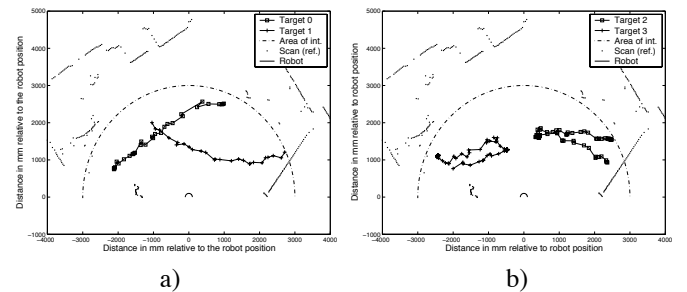 5000
4000
3000
2000
1000
0
−1000
−4000 −3000 −2000 −1000 0 1000 2000 3000 4000
Distance in mm relative to the robot position
Distance in mm relative to the robot position
Target 0
Target 1
Area of int.
Scan (ref.)
Robot
a)
5000
4000
3000
2000
1000
0
−1000
−4000 −3000 −2000 −1000 0 1000 2000 3000 4000
Distance in mm relative to robot position
Distance in mm relative to robot position
Target 2
Target 3
Area of int.
Scan (ref.)
Robot
b)